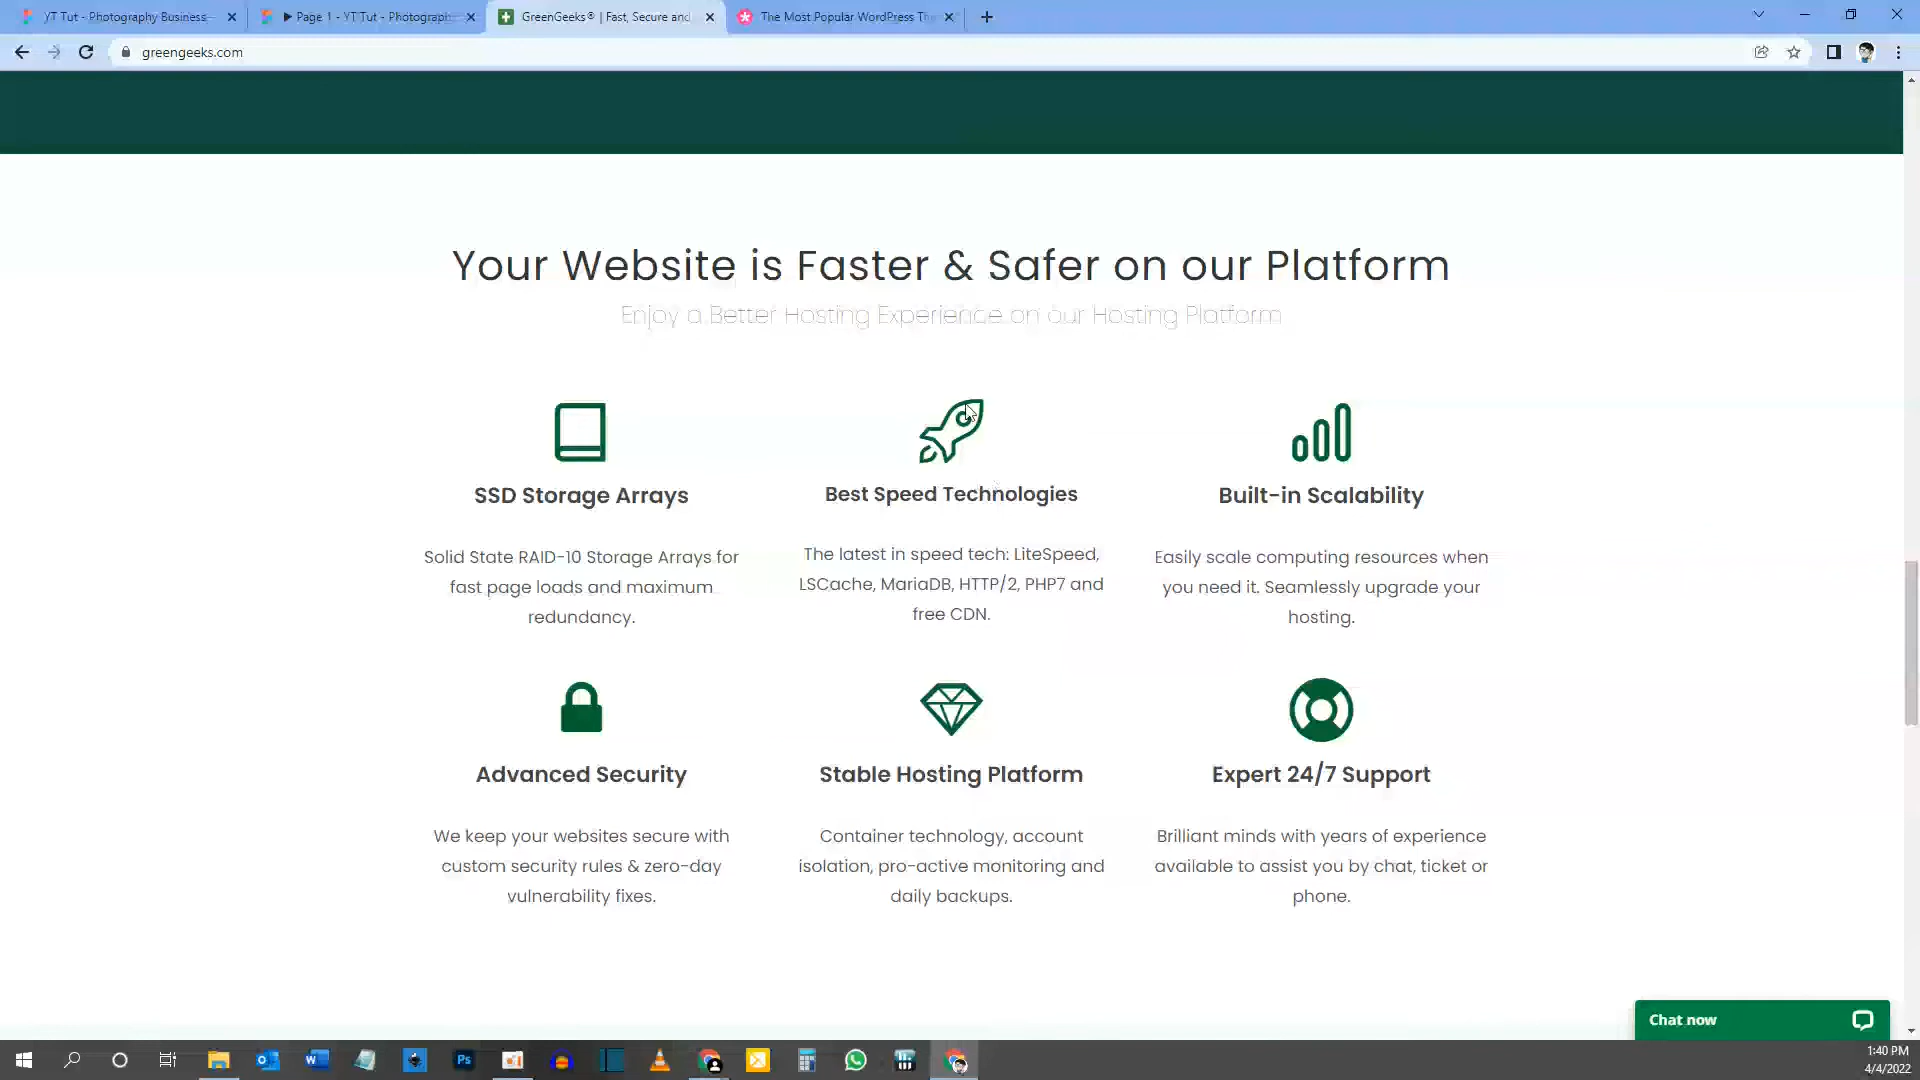 YT Tut - Photography Business
▶ Page 1 - YT Tut - Photograph
GreenGeeks® | Fast, Secure and
The Most Popular WordPress Th
greengeeks.com
Your Website is Faster & Safer on our Platform
Enjoy a Better Hosting Experience on our Hosting Platform
SSD Storage Arrays
Solid State RAID-10 Storage Arrays for
fast page loads and maximum
redundancy.
Best Speed Technologies
The latest in speed tech: LiteSpeed,
LSCache, MariaDB, HTTP/2, PHP7 and
free CDN.
Built-in Scalability
Easily scale computing resources when
you need it. Seamlessly upgrade your
hosting.
Advanced Security
We keep your websites secure with
custom security rules & zero-day
vulnerability fixes.
Stable Hosting Platform
Container technology, account
isolation, pro-active monitoring and
daily backups.
Expert 24/7 Support
Brilliant minds with years of experience
available to assist you by chat, ticket or
phone.
Chat now
Ps
1:40 PM
4/4/2022